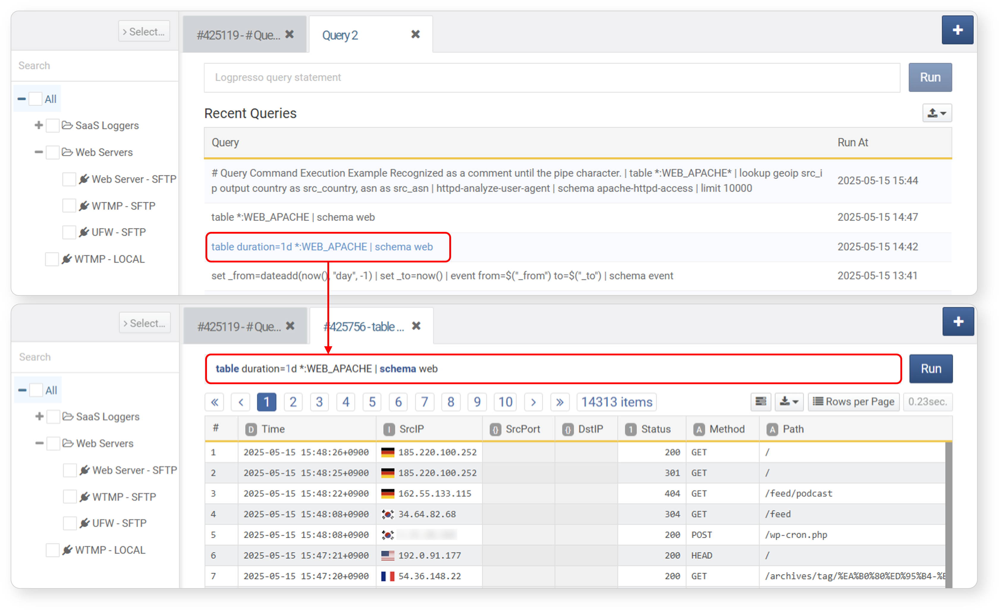 Select...
#425119 - # Que...
Query 2
Search
Logpresso query statement
Run
All
SaaS Loggers
Web Servers
Web Server - SFTP
WTMP - SFTP
UFW - SFTP
WTMP - LOCAL
Recent Queries
Query Run At
# Query Command Execution Example Recognized as a comment until the pipe character. | table *:WEB_APACHE* | lookup geoip src_i
p output country as src_country, asn as src_asn | httpd-analyze-user-agent | schema apache-httpd-access | limit 10000
2025-05-15 15:44
table *:WEB_APACHE | schema web 2025-05-15 14:47
table duration=1d *:WEB_APACHE | schema web 2025-05-15 14:42
set _from=dateadd(now(), "day", -1) | set _to=now() | event from=$("_from") to=$("_to") | schema event 2025-05-15 13:41
Select...
#425119 - # Que...
#425756 - table ...
Search
table duration=1d *:WEB_APACHE | schema web
Run
All
SaaS Loggers
Web Servers
Web Server - SFTP
WTMP - SFTP
UFW - SFTP
WTMP - LOCAL
« ‹ 1 2 3 4 5 6 7 8 9 10 › » 14313 items Rows per Page 0.23sec.
# D Time I SrcIP {} SrcPort {} DstIP 1 Status A Method A Path
1 2025-05-15 15:48:26+0900 185.220.100.252 200 GET /
2 2025-05-15 15:48:25+0900 185.220.100.252 301 GET /
3 2025-05-15 15:48:22+0900 162.55.133.115 404 GET /feed/podcast
4 2025-05-15 15:48:08+0900 34.64.82.68 304 GET /feed
5 2025-05-15 15:48:08+0900 200 POST /wp-cron.php
6 2025-05-15 15:47:21+0900 192.0.91.177 200 HEAD /
7 2025-05-15 15:47:20+0900 54.36.148.22 200 GET /archives/tag/%EA%B0%80%ED%95%B4-%E